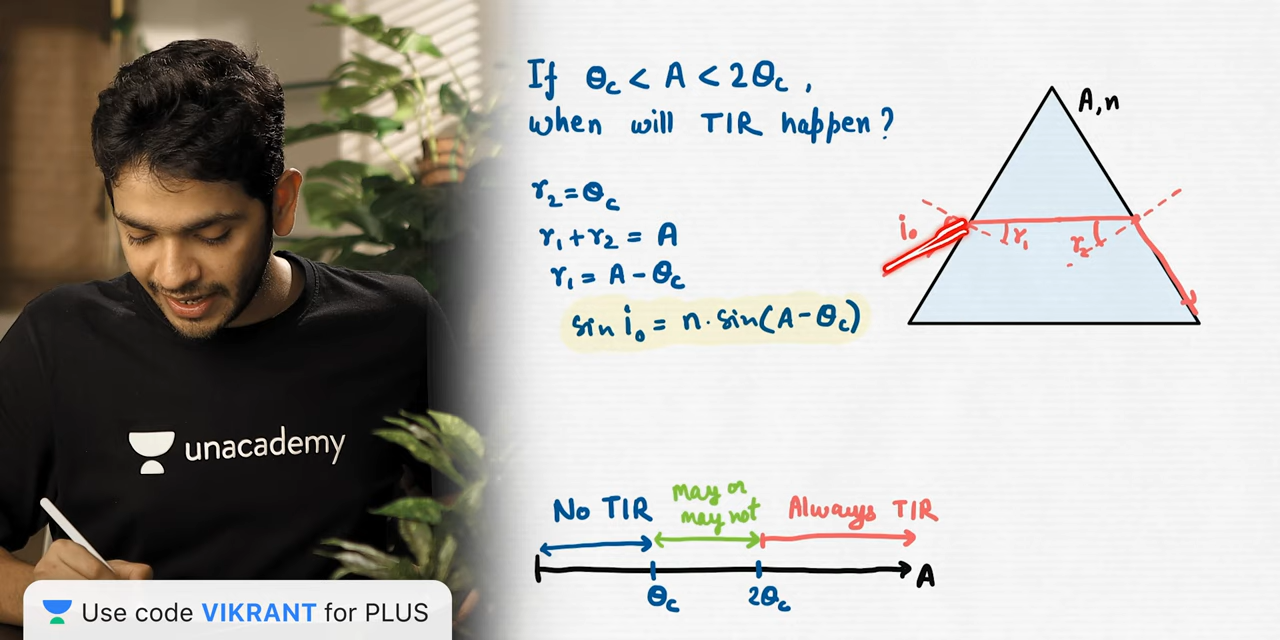 If θc < A < 2θc ,
when will TIR happen?
r₂ = θc
r₁ + r₂ = A
r₁ = A − θc
sin i₀ = n. sin(A − θc)
A, n
i₀
r₁
r₂
No TIR
may or
may not
Always TIR
θc
2θc
A
unacademy
Use code VIKRANT for PLUS